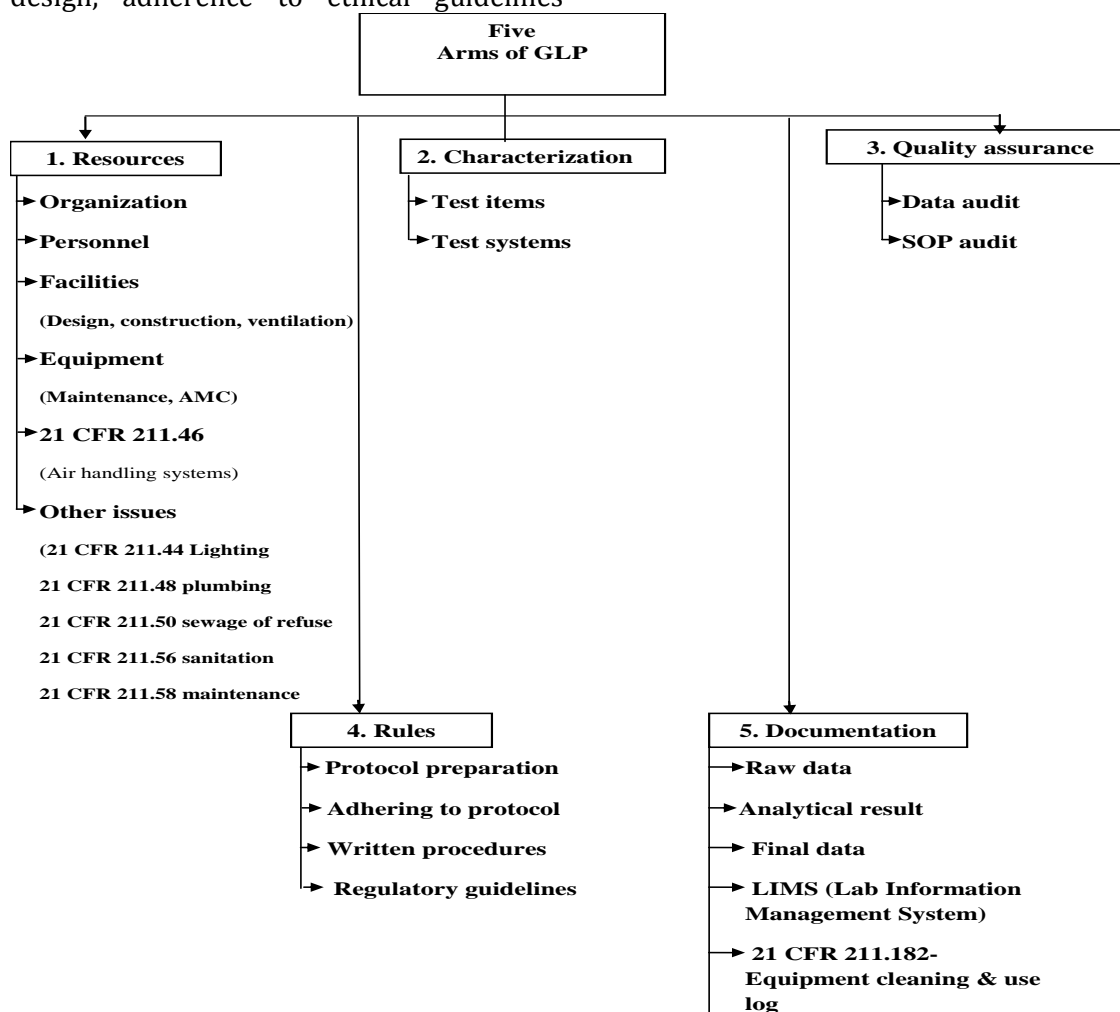 design, adherence to ethical guidelines
Five
Arms of GLP
1. Resources
Organization
Personnel
Facilities
(Design, construction, ventilation)
Equipment
(Maintenance, AMC)
21 CFR 211.46
(Air handling systems)
Other issues
(21 CFR 211.44 Lighting
21 CFR 211.48 plumbing
21 CFR 211.50 sewage of refuse
21 CFR 211.56 sanitation
21 CFR 211.58 maintenance
2. Characterization
Test items
Test systems
3. Quality assurance
Data audit
SOP audit
4. Rules
Protocol preparation
Adhering to protocol
Written procedures
Regulatory guidelines
5. Documentation
Raw data
Analytical result
Final data
LIMS (Lab Information
Management System)
21 CFR 211.182-
Equipment cleaning & use
log